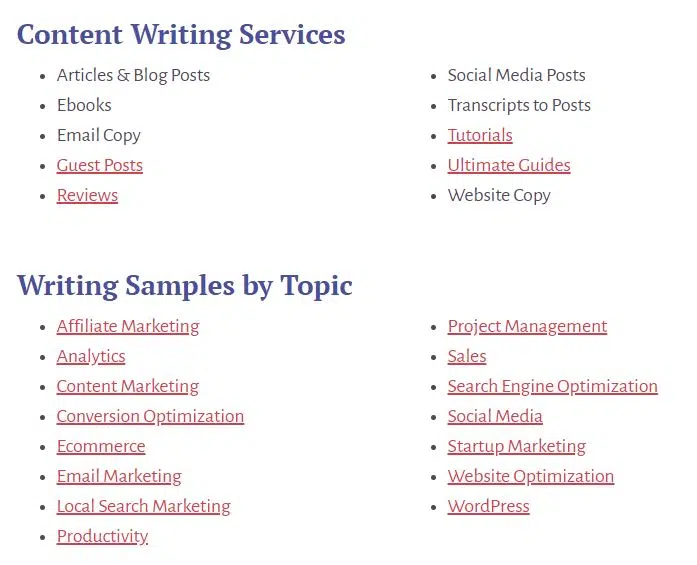 Content Writing Services
Articles & Blog Posts
Ebooks
Email Copy
Guest Posts
Reviews
Social Media Posts
Transcripts to Posts
Tutorials
Ultimate Guides
Website Copy
Writing Samples by Topic
Affiliate Marketing
Analytics
Content Marketing
Conversion Optimization
Ecommerce
Email Marketing
Local Search Marketing
Productivity
Project Management
Sales
Search Engine Optimization
Social Media
Startup Marketing
Website Optimization
WordPress